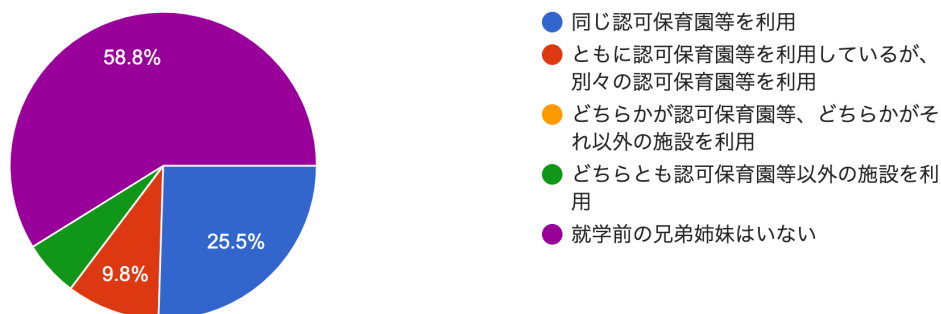 58.8%
25.5%
9.8%
同じ認可保育園等を利用
ともに認可保育園等を利用しているが、
別々の認可保育園等を利用
どちらかが認可保育園等、どちらかがそ
れ以外の施設を利用
どちらとも認可保育園等以外の施設を利
用
就学前の兄弟姉妹はいない